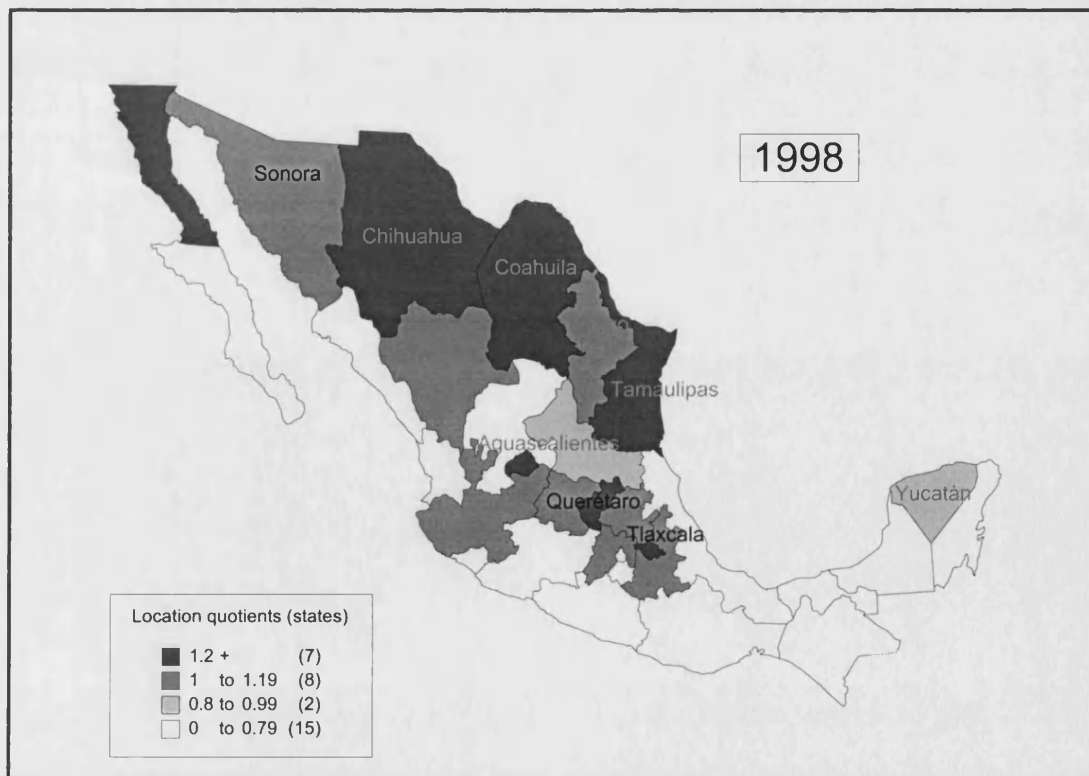 1998
Sonora
Chihuahua
Coahuila
Tamaulipas
Aguascalientes
Querétaro
Tlaxcala
Yucatán
Location quotients (states)
1.2 + (7)
1 to 1.19 (8)
0.8 to 0.99 (2)
0 to 0.79 (15)